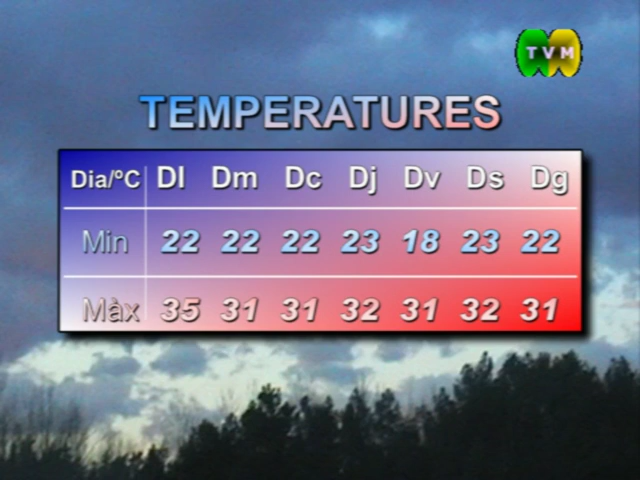 TVM
TEMPERATURES
Dia/ºC Dl Dm Dc Dj Dv Ds Dg
Min 22 22 22 23 18 23 22
Màx 35 31 31 32 31 32 31